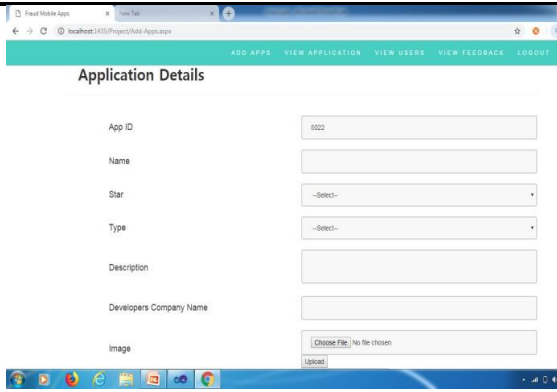 Fraud Mobile Apps
New Tab
localhost:1435/Project/Add-Apps.aspx
ADD APPS VIEW APPLICATION VIEW USERS VIEW FEEDBACK LOGOUT
Application Details
App ID 5022
Name
Star --Select--
Type --Select--
Description
Developers Company Name
Image Choose File No file chosen
Upload